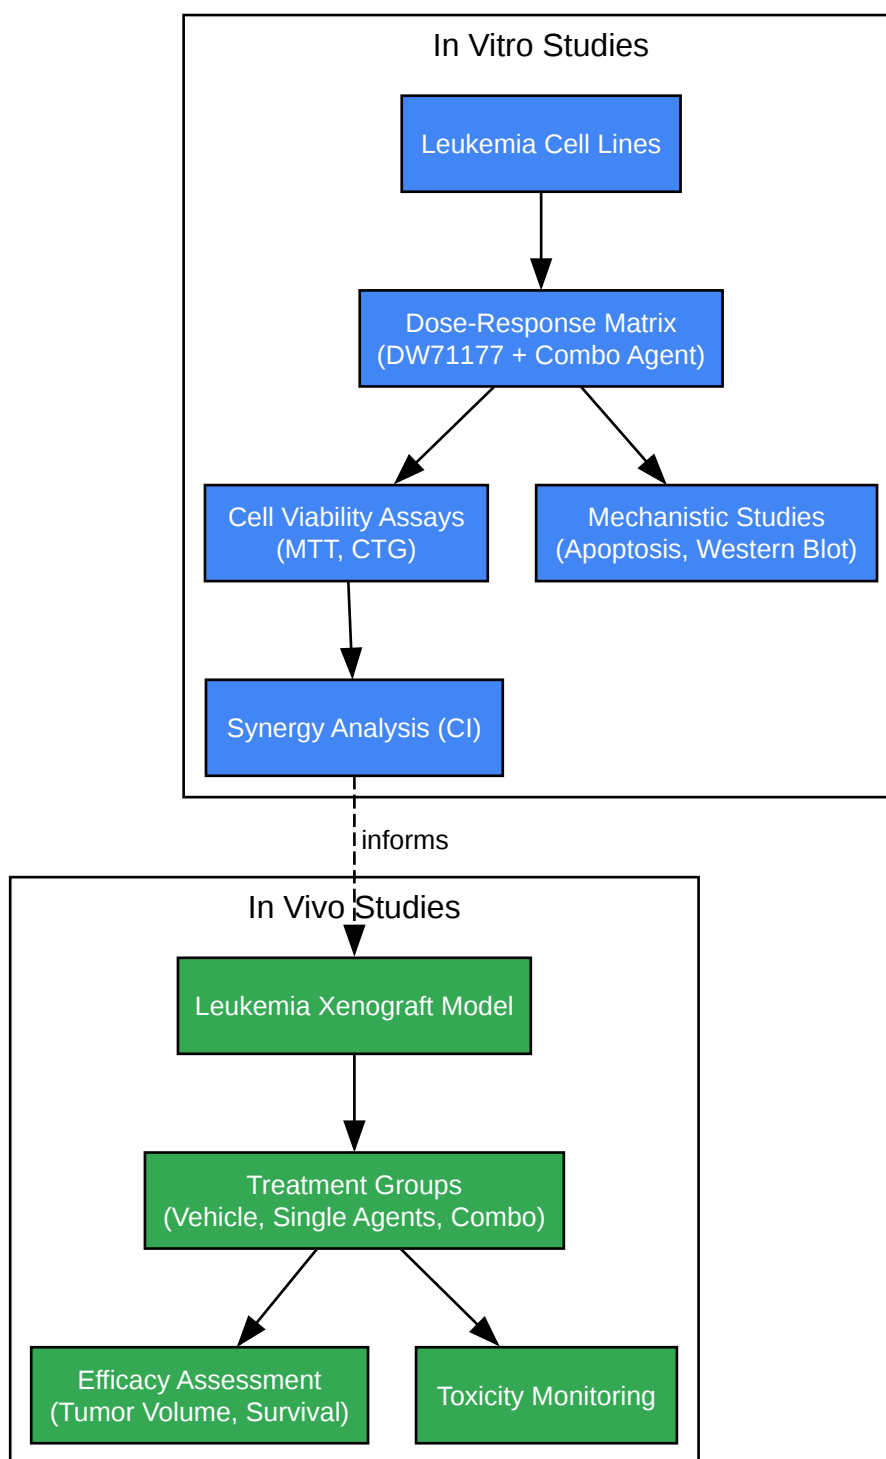 In Vitro Studies
Leukemia Cell Lines
Dose-Response Matrix
(DW71177 + Combo Agent)
Cell Viability Assays
(MTT, CTG)
Mechanistic Studies
(Apoptosis, Western Blot)
Synergy Analysis (CI)
informs
In Vivo Studies
Leukemia Xenograft Model
Treatment Groups
(Vehicle, Single Agents, Combo)
Efficacy Assessment
(Tumor Volume, Survival)
Toxicity Monitoring